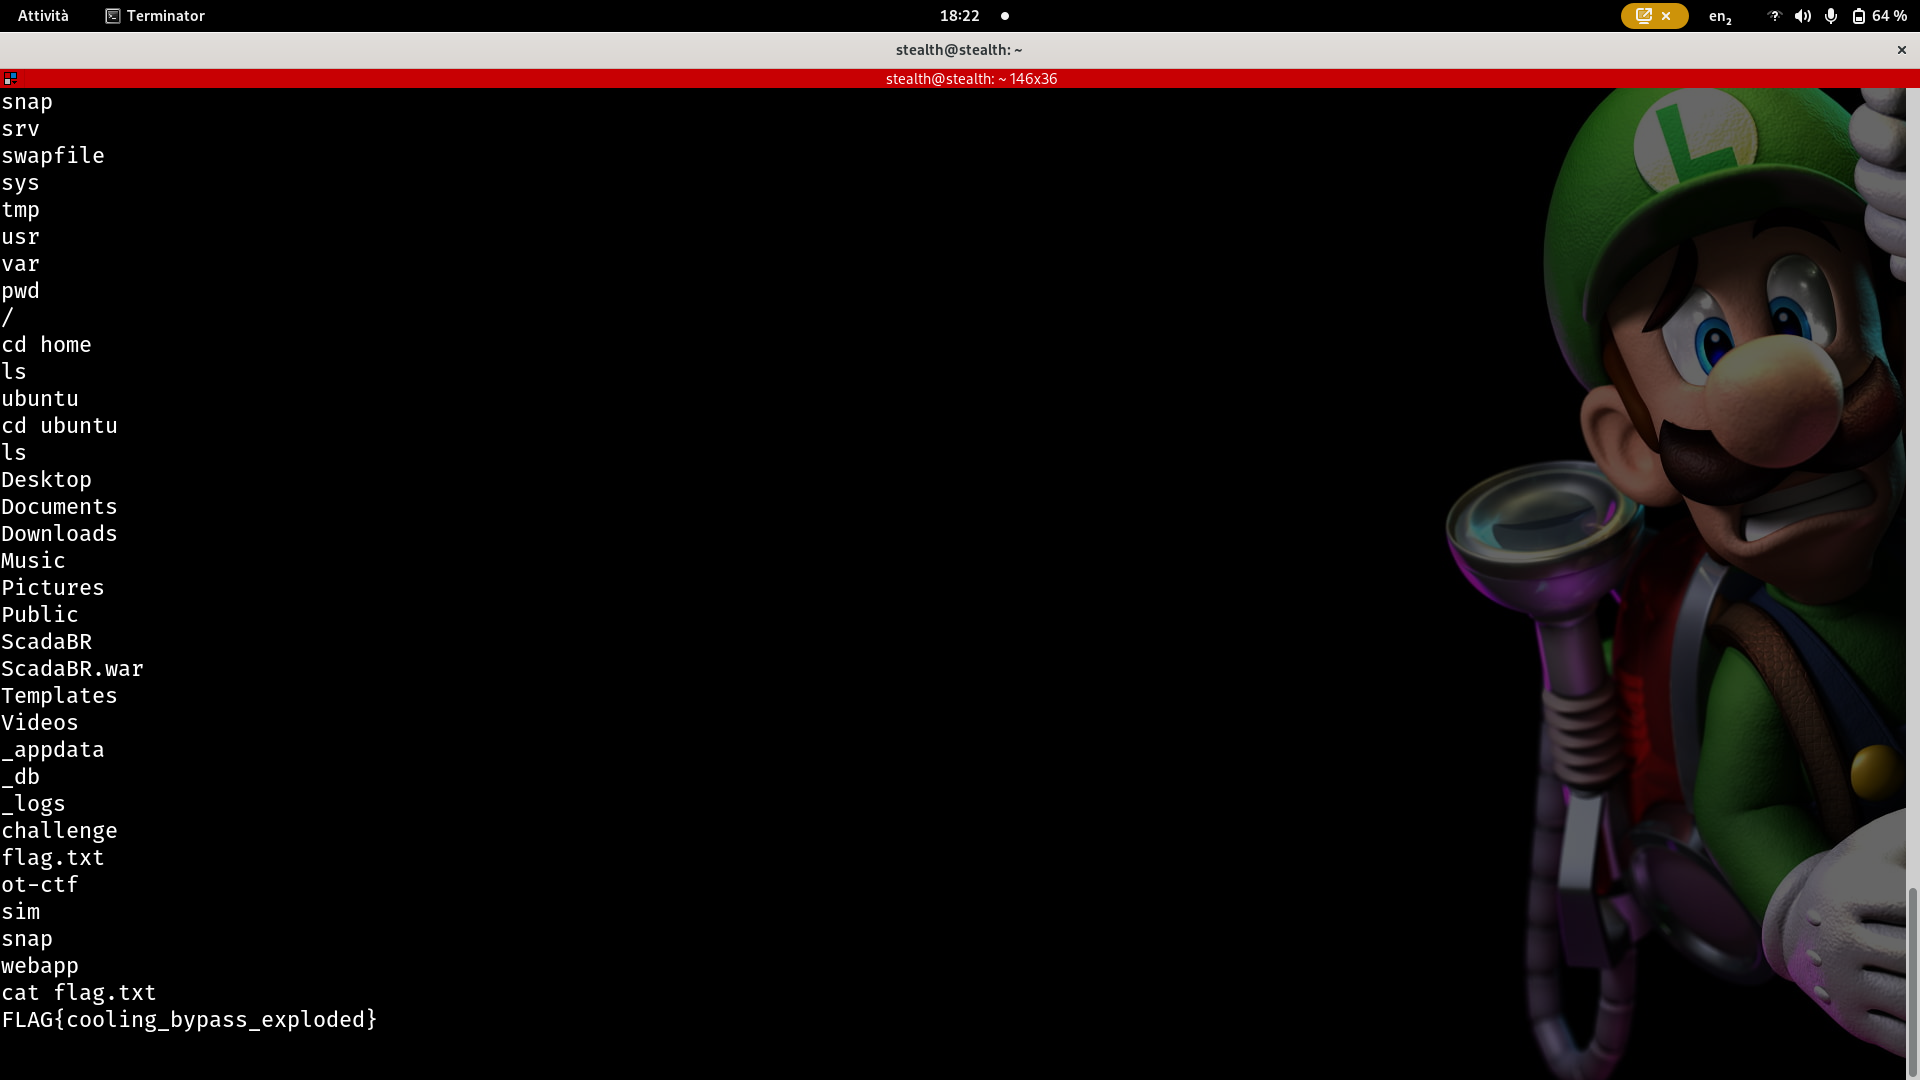 Attività Terminator 18:22 en2 64 %
stealth@stealth: ~
stealth@stealth: ~ 146x36
snap
srv
swapfile
sys
tmp
usr
var
pwd
/
cd home
ls
ubuntu
cd ubuntu
ls
Desktop
Documents
Downloads
Music
Pictures
Public
ScadaBR
ScadaBR.war
Templates
Videos
_appdata
_db
_logs
challenge
flag.txt
ot-ctf
sim
snap
webapp
cat flag.txt
FLAG{cooling_bypass_exploded}
L